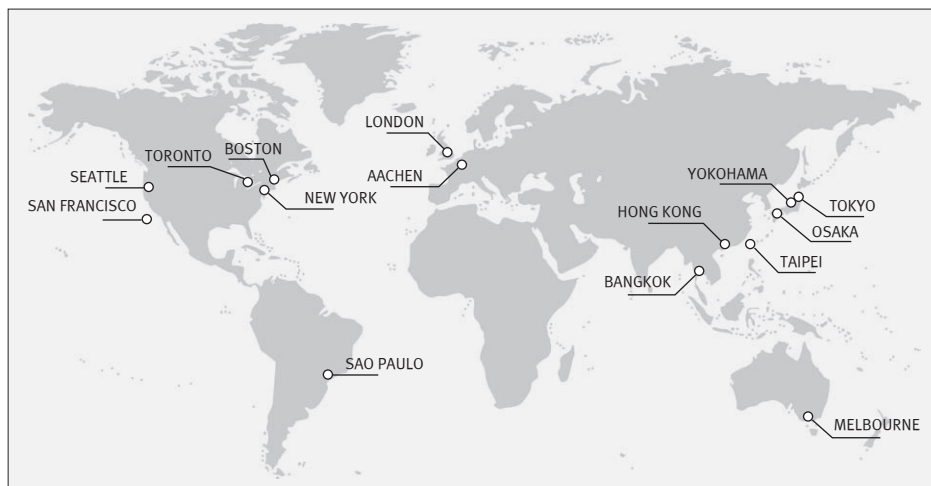 LONDON
BOSTON
TORONTO
SEATTLE
AACHEN
YOKOHAMA
NEW YORK
SAN FRANCISCO
TOKYO
HONG KONG
OSAKA
TAIPEI
BANGKOK
SAO PAULO
MELBOURNE